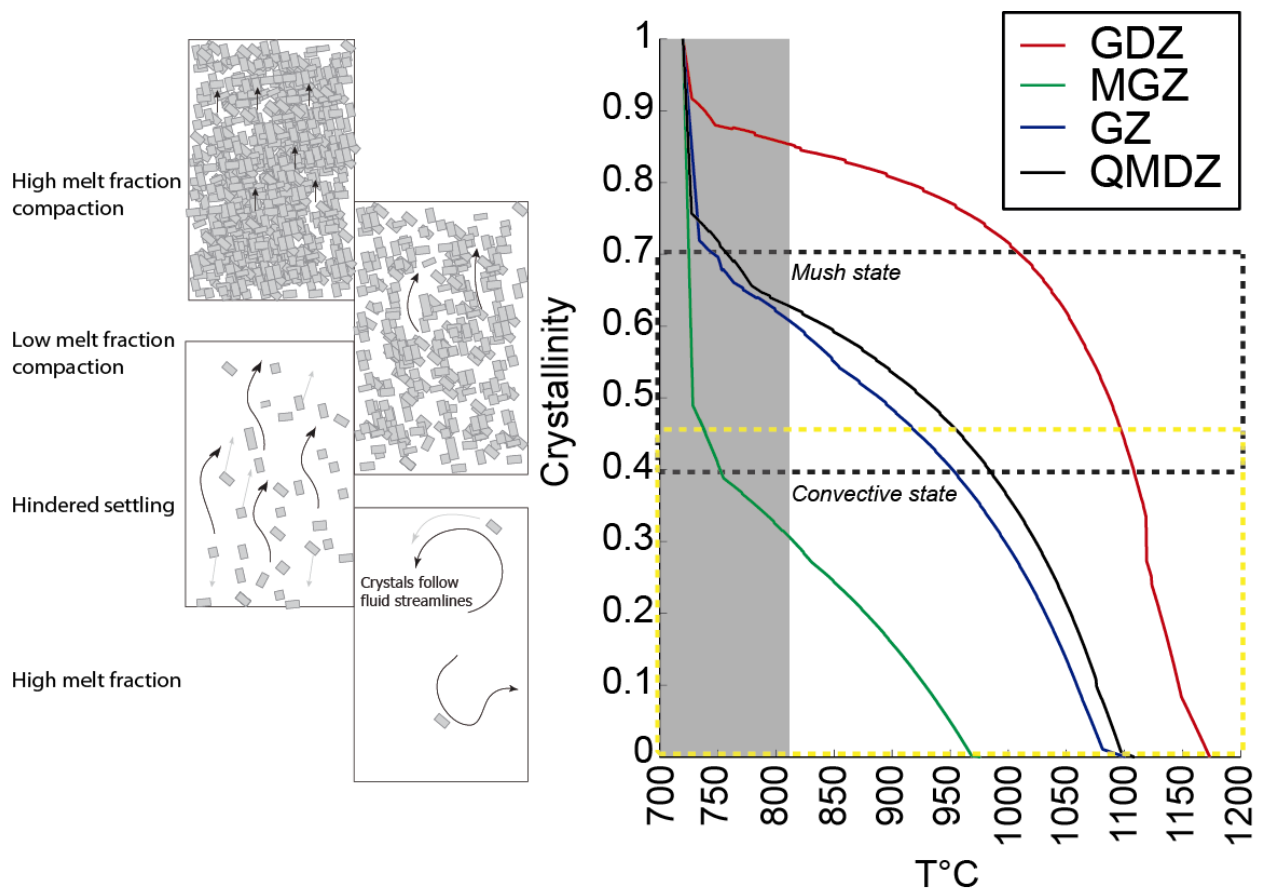 High melt fraction
compaction
Low melt fraction
compaction
Hindered settling
High melt fraction
Crystals follow
fluid streamlines
Crystallinity
1
0.9
0.8
0.7
0.6
0.5
0.4
0.3
0.2
0.1
0
GDZ
MGZ
GZ
QMDZ
Mush state
Convective state
700
750
800
850
900
950
1000
1050
1100
1150
1200
T°C